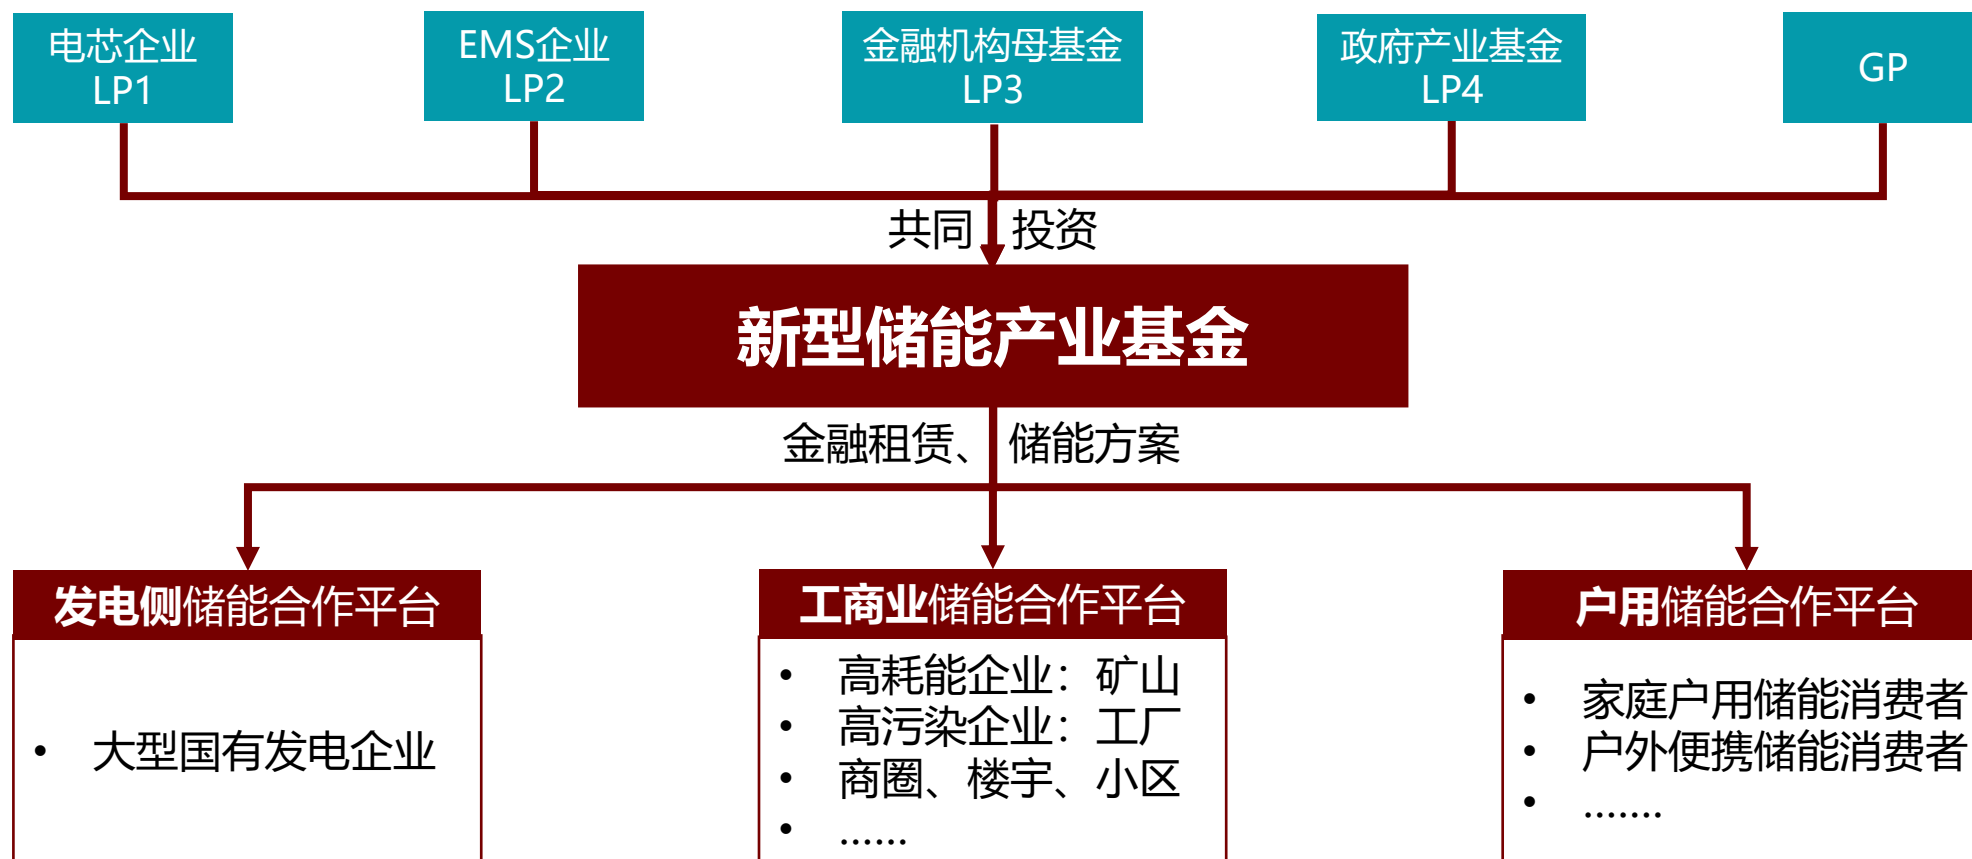 电芯企业
LP1
EMS企业
LP2
金融机构母基金
LP3
政府产业基金
LP4
GP
共同 投资
新型储能产业基金
金融租赁、 储能方案
发电侧储能合作平台
• 大型国有发电企业
工商业储能合作平台
• 高耗能企业：矿山
• 高污染企业：工厂
• 商圈、楼宇、小区
• ......
户用储能合作平台
• 家庭户用储能消费者
• 户外便携储能消费者
• .......